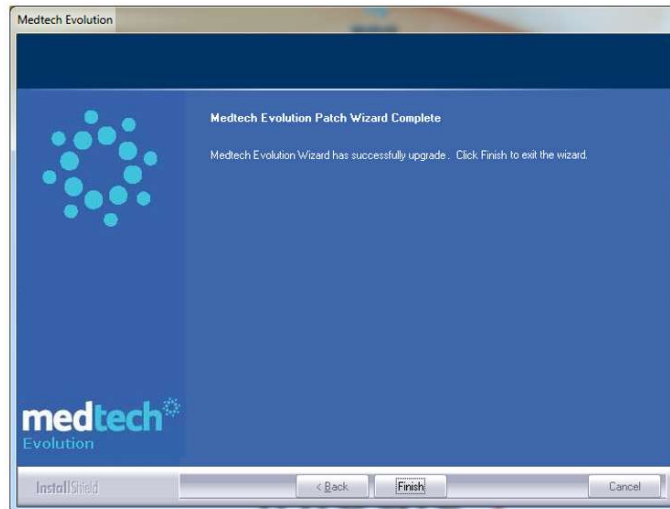 Medtech Evolution
Medtech Evolution Patch Wizard Complete
Medtech Evolution Wizard has successfully upgrade. Click Finish to exit the wizard.
medtech
Evolution
InstallShield
< Back
Finish
Cancel